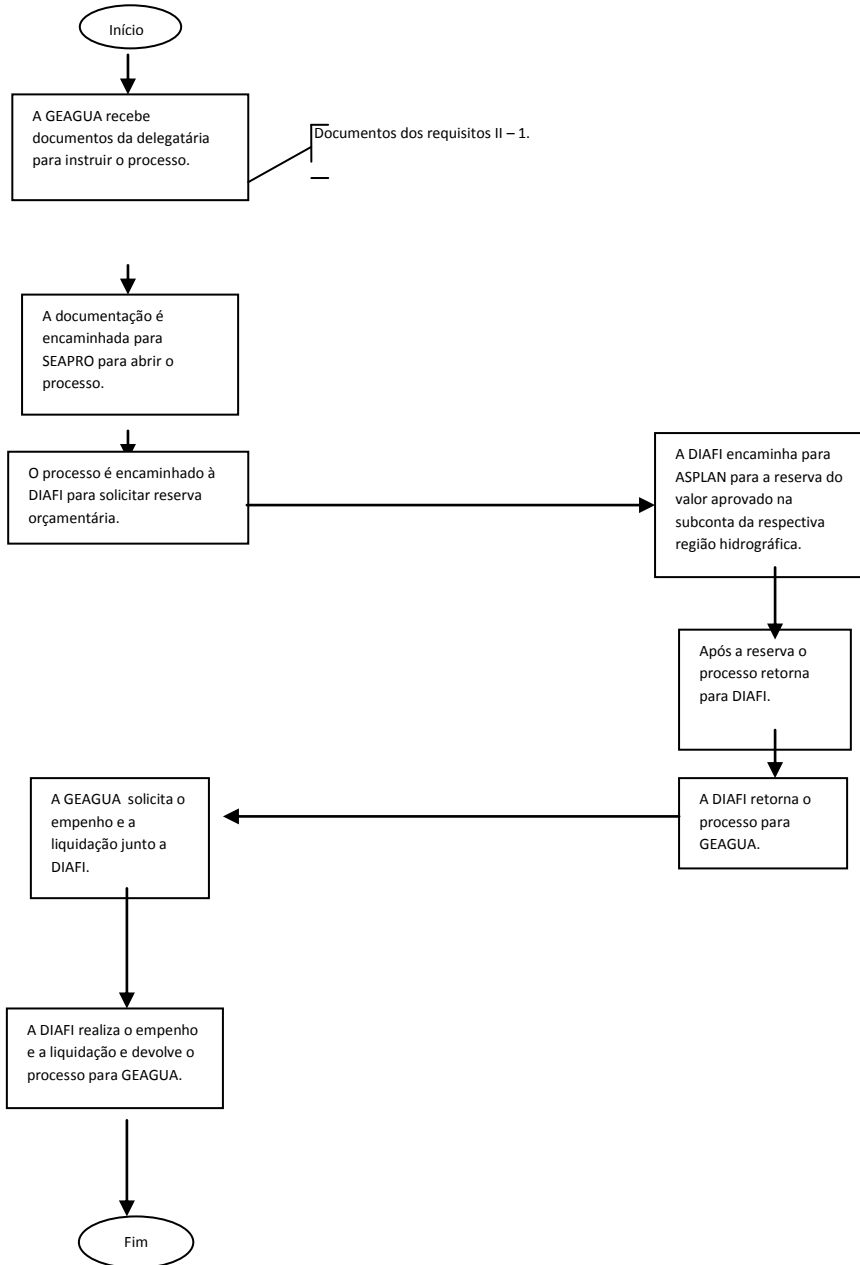 Início
A GEAGUA recebe
documentos da delegatária
para instruir o processo.
Documentos dos requisitos II – 1.
A documentação é
encaminhada para
SEAPRO para abrir o
processo.
O processo é encaminhado à
DIAFI para solicitar reserva
orçamentária.
A DIAFI encaminha para
ASPLAN para a reserva do
valor aprovado na
subconta da respectiva
região hidrográfica.
Após a reserva o
processo retorna
para DIAFI.
A DIAFI retorna o
processo para
GEAGUA.
A GEAGUA  solicita o
empenho e a
liquidação junto a
DIAFI.
A DIAFI realiza o empenho
e a liquidação e devolve o
processo para GEAGUA.
Fim